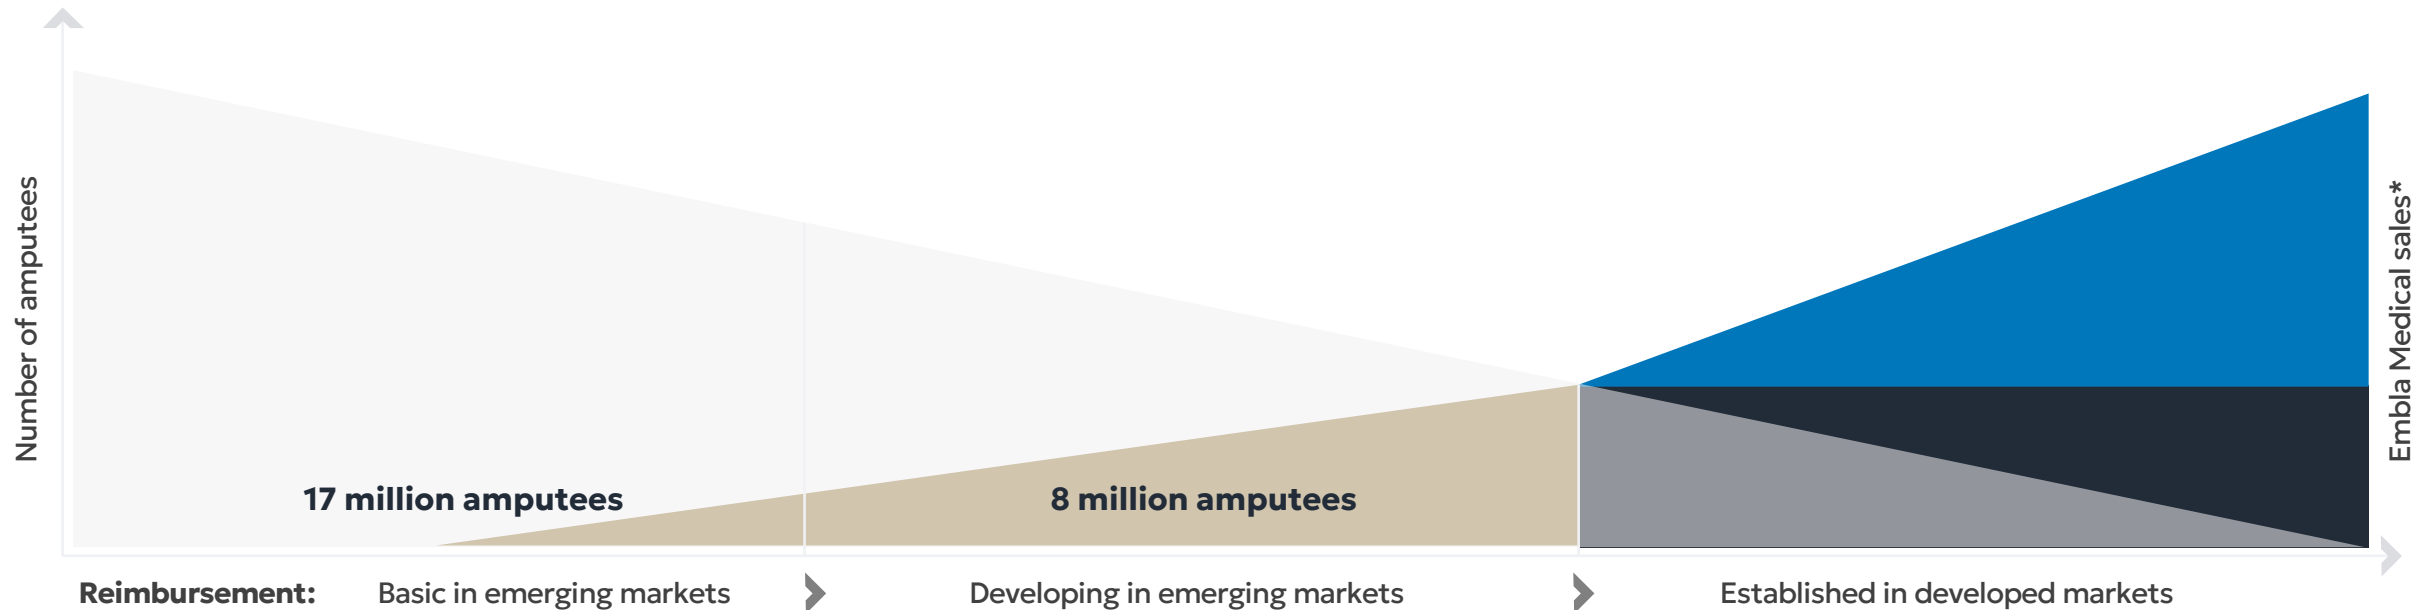 Number of amputees
17 million amputees
8 million amputees
Embla Medical sales*
Reimbursement:
Basic in emerging markets
Developing in emerging markets
Established in developed markets